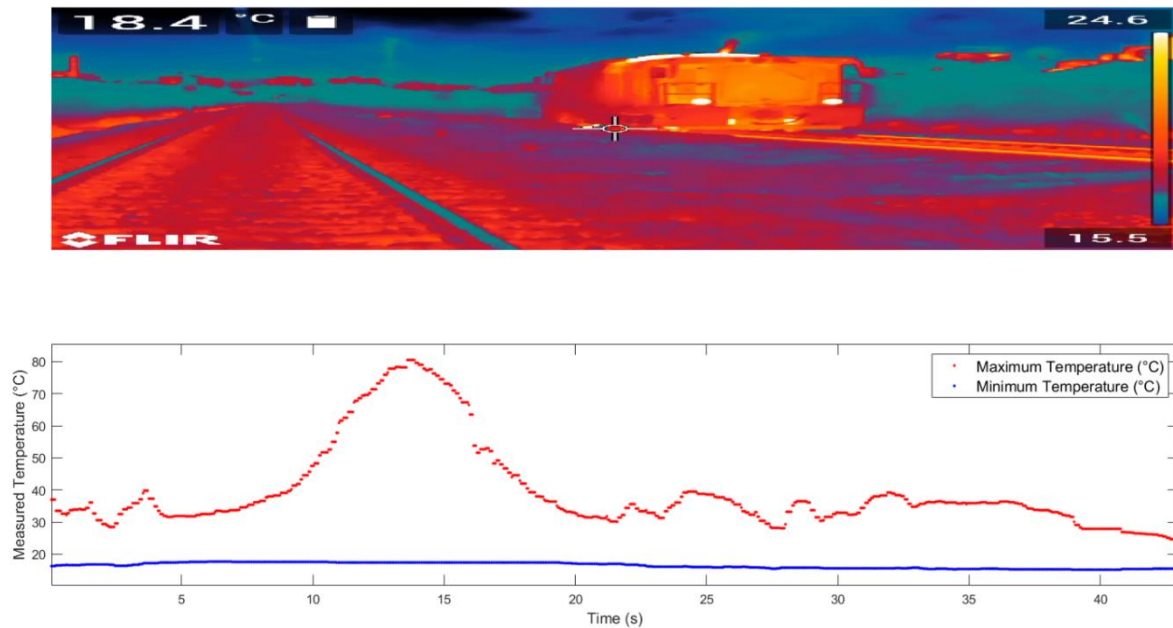 18.4 °C
24.6
FLIR
15.5
Maximum Temperature (°C)
Minimum Temperature (°C)
Measured Temperature (°C)
80
70
60
50
40
30
20
5 10 15 20 25 30 35 40
Time (s)